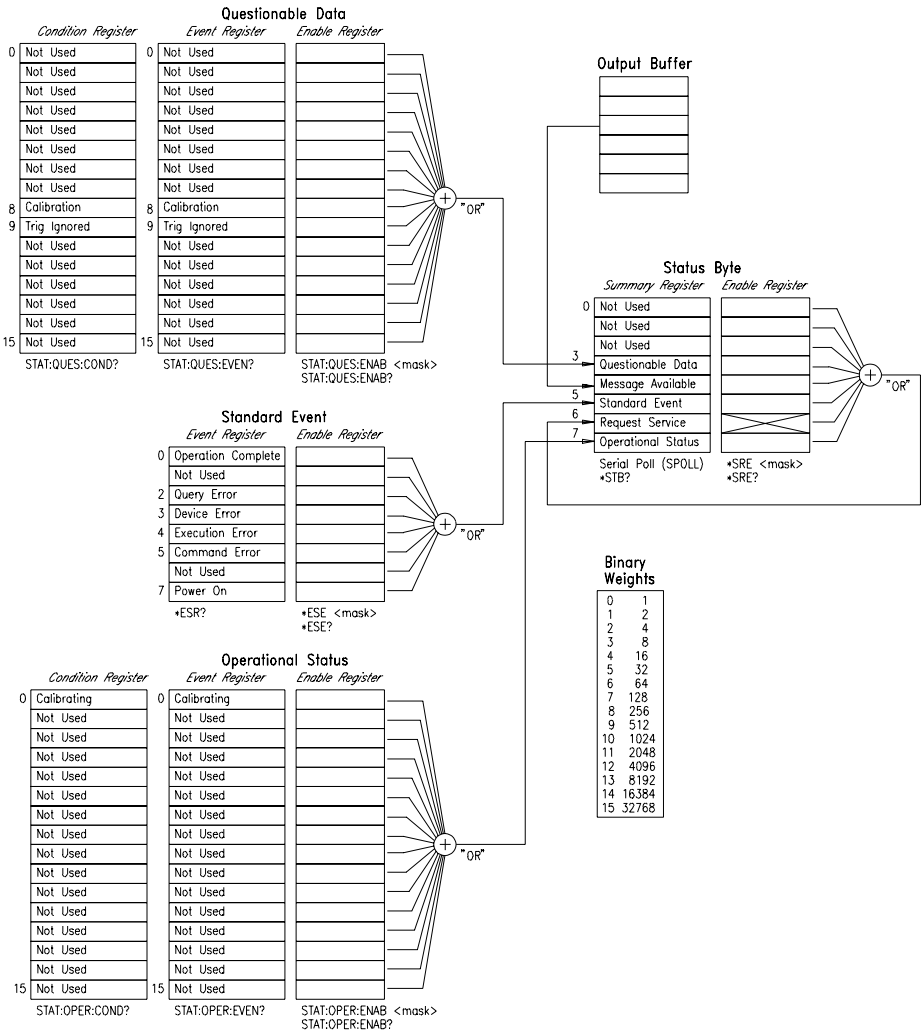 Questionable Data
Condition Register Event Register Enable Register
0 Not Used 0 Not Used
Not Used Not Used
Not Used Not Used
Not Used Not Used
Not Used Not Used
Not Used Not Used
Not Used Not Used
Not Used Not Used
8 Calibration 8 Calibration
9 Trig Ignored 9 Trig Ignored
Not Used Not Used
Not Used Not Used
Not Used Not Used
Not Used Not Used
Not Used Not Used
15 Not Used 15 Not Used
STAT:QUES:COND? STAT:QUES:EVEN? STAT:QUES:ENAB <mask>
STAT:QUES:ENAB?
+ "OR"
Output Buffer
Status Byte
Summary Register Enable Register
0 Not Used
Not Used
Not Used
3 Questionable Data
Message Available
5 Standard Event
6 Request Service
7 Operational Status
Serial Poll (SPOLL) *SRE <mask>
*STB? *SRE?
+ "OR"
Standard Event
Event Register Enable Register
0 Operation Complete
Not Used
2 Query Error
3 Device Error
4 Execution Error
5 Command Error
Not Used
7 Power On
*ESR? *ESE <mask>
*ESE?
+ "OR"
Binary
Weights
0 1
1 2
2 4
3 8
4 16
5 32
6 64
7 128
8 256
9 512
10 1024
11 2048
12 4096
13 8192
14 16384
15 32768
Operational Status
Condition Register Event Register Enable Register
0 Calibrating 0 Calibrating
Not Used Not Used
Not Used Not Used
Not Used Not Used
Not Used Not Used
Not Used Not Used
Not Used Not Used
Not Used Not Used
Not Used Not Used
Not Used Not Used
Not Used Not Used
Not Used Not Used
Not Used Not Used
Not Used Not Used
Not Used Not Used
15 Not Used 15 Not Used
STAT:OPER:COND? STAT:OPER:EVEN? STAT:OPER:ENAB <mask>
STAT:OPER:ENAB?
+ "OR"